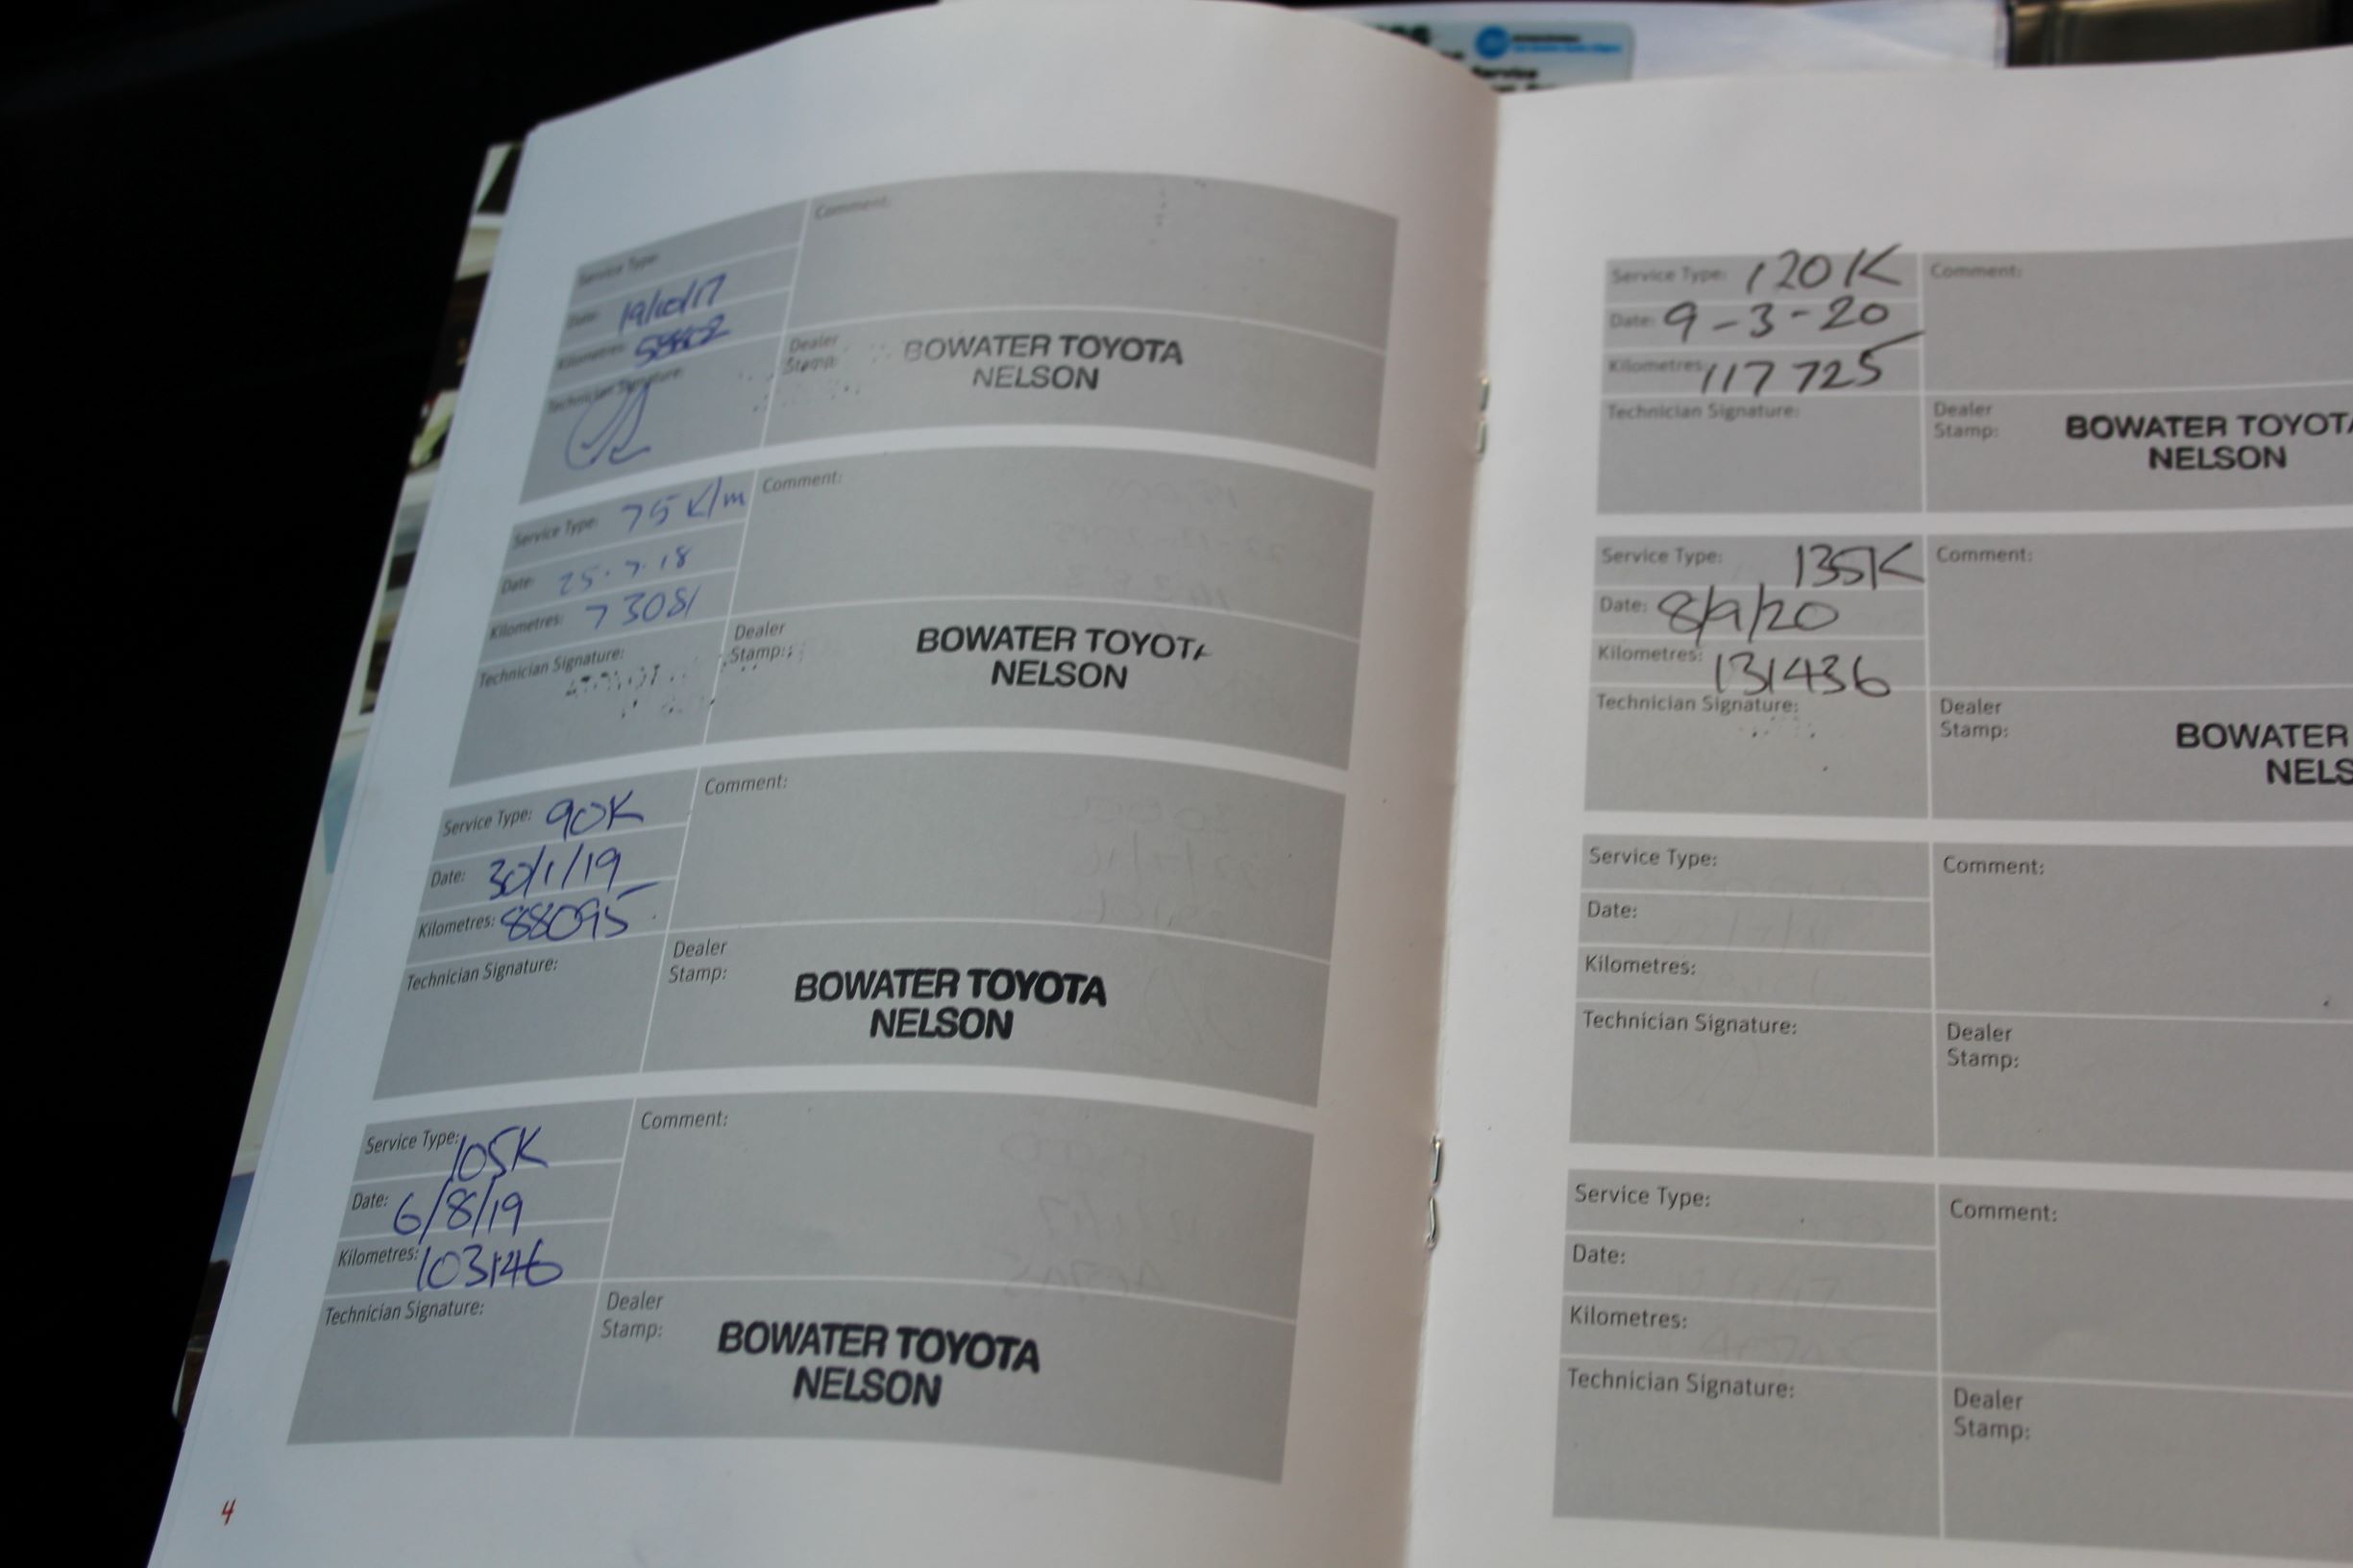 Service Type:
Comment:
Date: 19/10/17
Kilometres:
Technician Signature:
Dealer
Stamp:
BOWATER TOYOTA
NELSON
Service Type: 75 K/m
Comment:
Date: 25.7.18
Kilometres: 73081
Technician Signature:
Dealer
Stamp:
BOWATER TOYOTA
NELSON
Service Type: 90K
Comment:
Date: 30/1/19
Kilometres: 88095
Technician Signature:
Dealer
Stamp:
BOWATER TOYOTA
NELSON
Service Type: 105K
Comment:
Date: 6/8/19
Kilometres: 103146
Technician Signature:
Dealer
Stamp:
BOWATER TOYOTA
NELSON
4
Service
Service Type: 120K
Comment:
Date: 9-3-20
Kilometres: 117725
Technician Signature:
Dealer
Stamp:
BOWATER TOYOTA
NELSON
Service Type: 135K
Comment:
Date: 8/9/20
Kilometres: 131436
Technician Signature:
Dealer
Stamp:
BOWATER
NELS
Service Type:
Comment:
Date:
Kilometres:
Technician Signature:
Dealer
Stamp:
Service Type:
Comment:
Date:
Kilometres:
Technician Signature:
Dealer
Stamp: